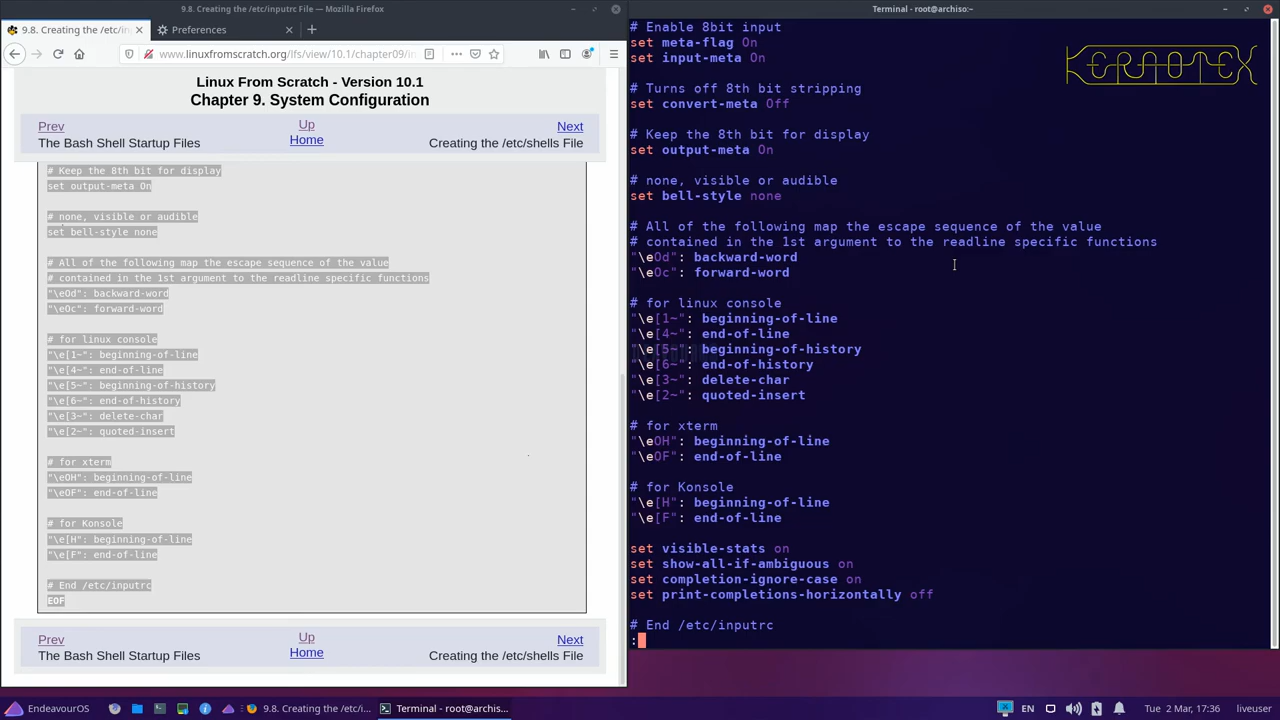 9.8. Creating the /etc/inputrc File — Mozilla Firefox
9.8. Creating the /etc/in
Preferences
www.linuxfromscratch.org/lfs/view/10.1/chapter09/in
Linux From Scratch - Version 10.1
Chapter 9. System Configuration
Prev
Up
Next
The Bash Shell Startup Files
Home
Creating the /etc/shells File
# Keep the 8th bit for display
set output-meta On
# none, visible or audible
set bell-style none
# All of the following map the escape sequence of the value
# contained in the 1st argument to the readline specific functions
"\eOd": backward-word
"\eOc": forward-word
# for linux console
"\e[1~": beginning-of-line
"\e[4~": end-of-line
"\e[5~": beginning-of-history
"\e[6~": end-of-history
"\e[3~": delete-char
"\e[2~": quoted-insert
# for xterm
"\eOH": beginning-of-line
"\eOF": end-of-line
# for Konsole
"\e[H": beginning-of-line
"\e[F": end-of-line
# End /etc/inputrc
EOF
Prev
Up
Next
The Bash Shell Startup Files
Home
Creating the /etc/shells File
Terminal - root@archiso:~
# Enable 8bit input
set meta-flag On
set input-meta On
# Turns off 8th bit stripping
set convert-meta Off
# Keep the 8th bit for display
set output-meta On
# none, visible or audible
set bell-style none
# All of the following map the escape sequence of the value
# contained in the 1st argument to the readline specific functions
"\eOd": backward-word
"\eOc": forward-word
# for linux console
"\e[1~": beginning-of-line
"\e[4~": end-of-line
"\e[5~": beginning-of-history
"\e[6~": end-of-history
"\e[3~": delete-char
"\e[2~": quoted-insert
# for xterm
"\eOH": beginning-of-line
"\eOF": end-of-line
# for Konsole
"\e[H": beginning-of-line
"\e[F": end-of-line
set visible-stats on
set show-all-if-ambiguous on
set completion-ignore-case on
set print-completions-horizontally off
# End /etc/inputrc
:
KERAOTEX
EndeavourOS
9.8. Creating the /etc/i...
Terminal - root@archis...
EN
Tue 2 Mar, 17:36
liveuser